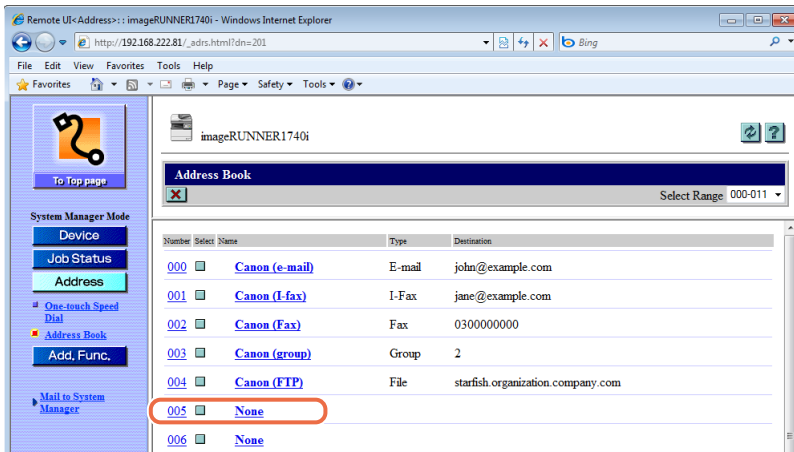 Remote UI<Address>: : imageRUNNER1740i - Windows Internet Explorer
http://192.168.222.81/_adrs.html?dn=201
Bing
File Edit View Favorites Tools Help
Favorites Page Safety Tools
imageRUNNER1740i
To Top page
Address Book
Select Range 000-011
System Manager Mode
Device
Job Status
Address
One-touch Speed
Dial
Address Book
Add. Func.
Mail to System
Manager
Number Select Name Type Destination
000 Canon (e-mail) E-mail john@example.com
001 Canon (I-fax) I-Fax jane@example.com
002 Canon (Fax) Fax 0300000000
003 Canon (group) Group 2
004 Canon (FTP) File starfish.organization.company.com
005 None
006 None